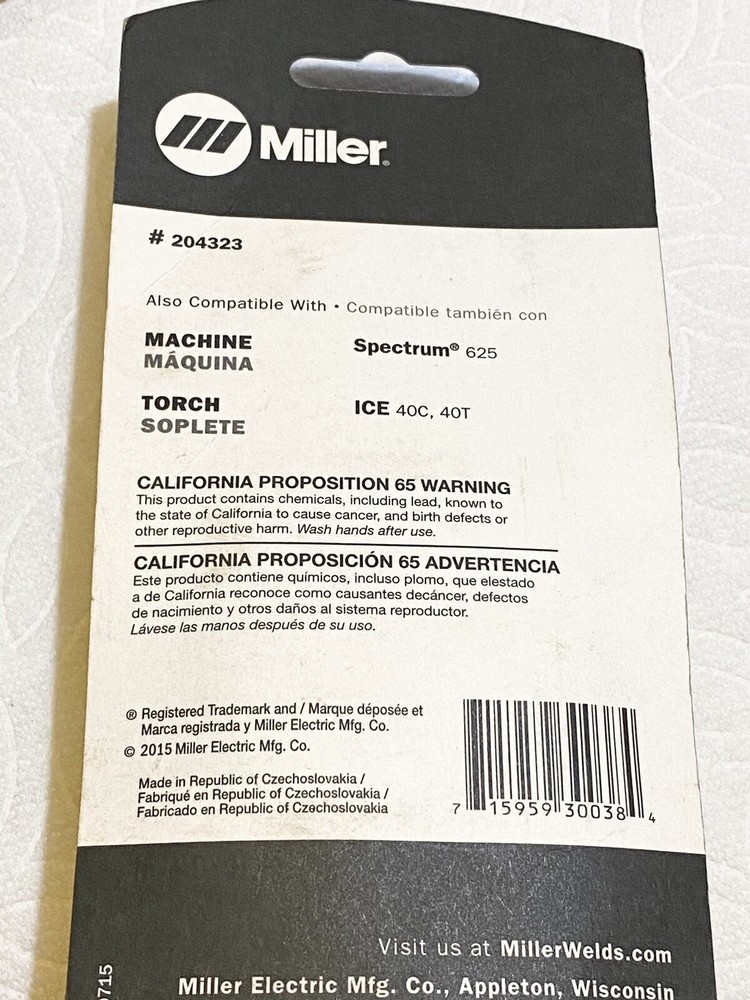 Miller®
# 204323
Also Compatible With • Compatible también con
MACHINE
MÁQUINA
Spectrum® 625
TORCH
SOPLETE
ICE 40C, 40T
CALIFORNIA PROPOSITION 65 WARNING
This product contains chemicals, including lead, known to
the state of California to cause cancer, and birth defects or
other reproductive harm. Wash hands after use.
CALIFORNIA PROPOSICIÓN 65 ADVERTENCIA
Este producto contiene químicos, incluso plomo, que elestado
a de California reconoce como causantes decáncer, defectos
de nacimiento y otros daños al sistema reproductor.
Lávese las manos después de su uso.
® Registered Trademark and / Marque déposée et
Marca registrada y Miller Electric Mfg. Co.
© 2015 Miller Electric Mfg. Co.
Made in Republic of Czechoslovakia /
Fabriqué en Republic of Czechoslovakia /
Fabricado en Republic of Czechoslovakia
7 15959 30038 4
Visit us at MillerWelds.com
Miller Electric Mfg. Co., Appleton, Wisconsin